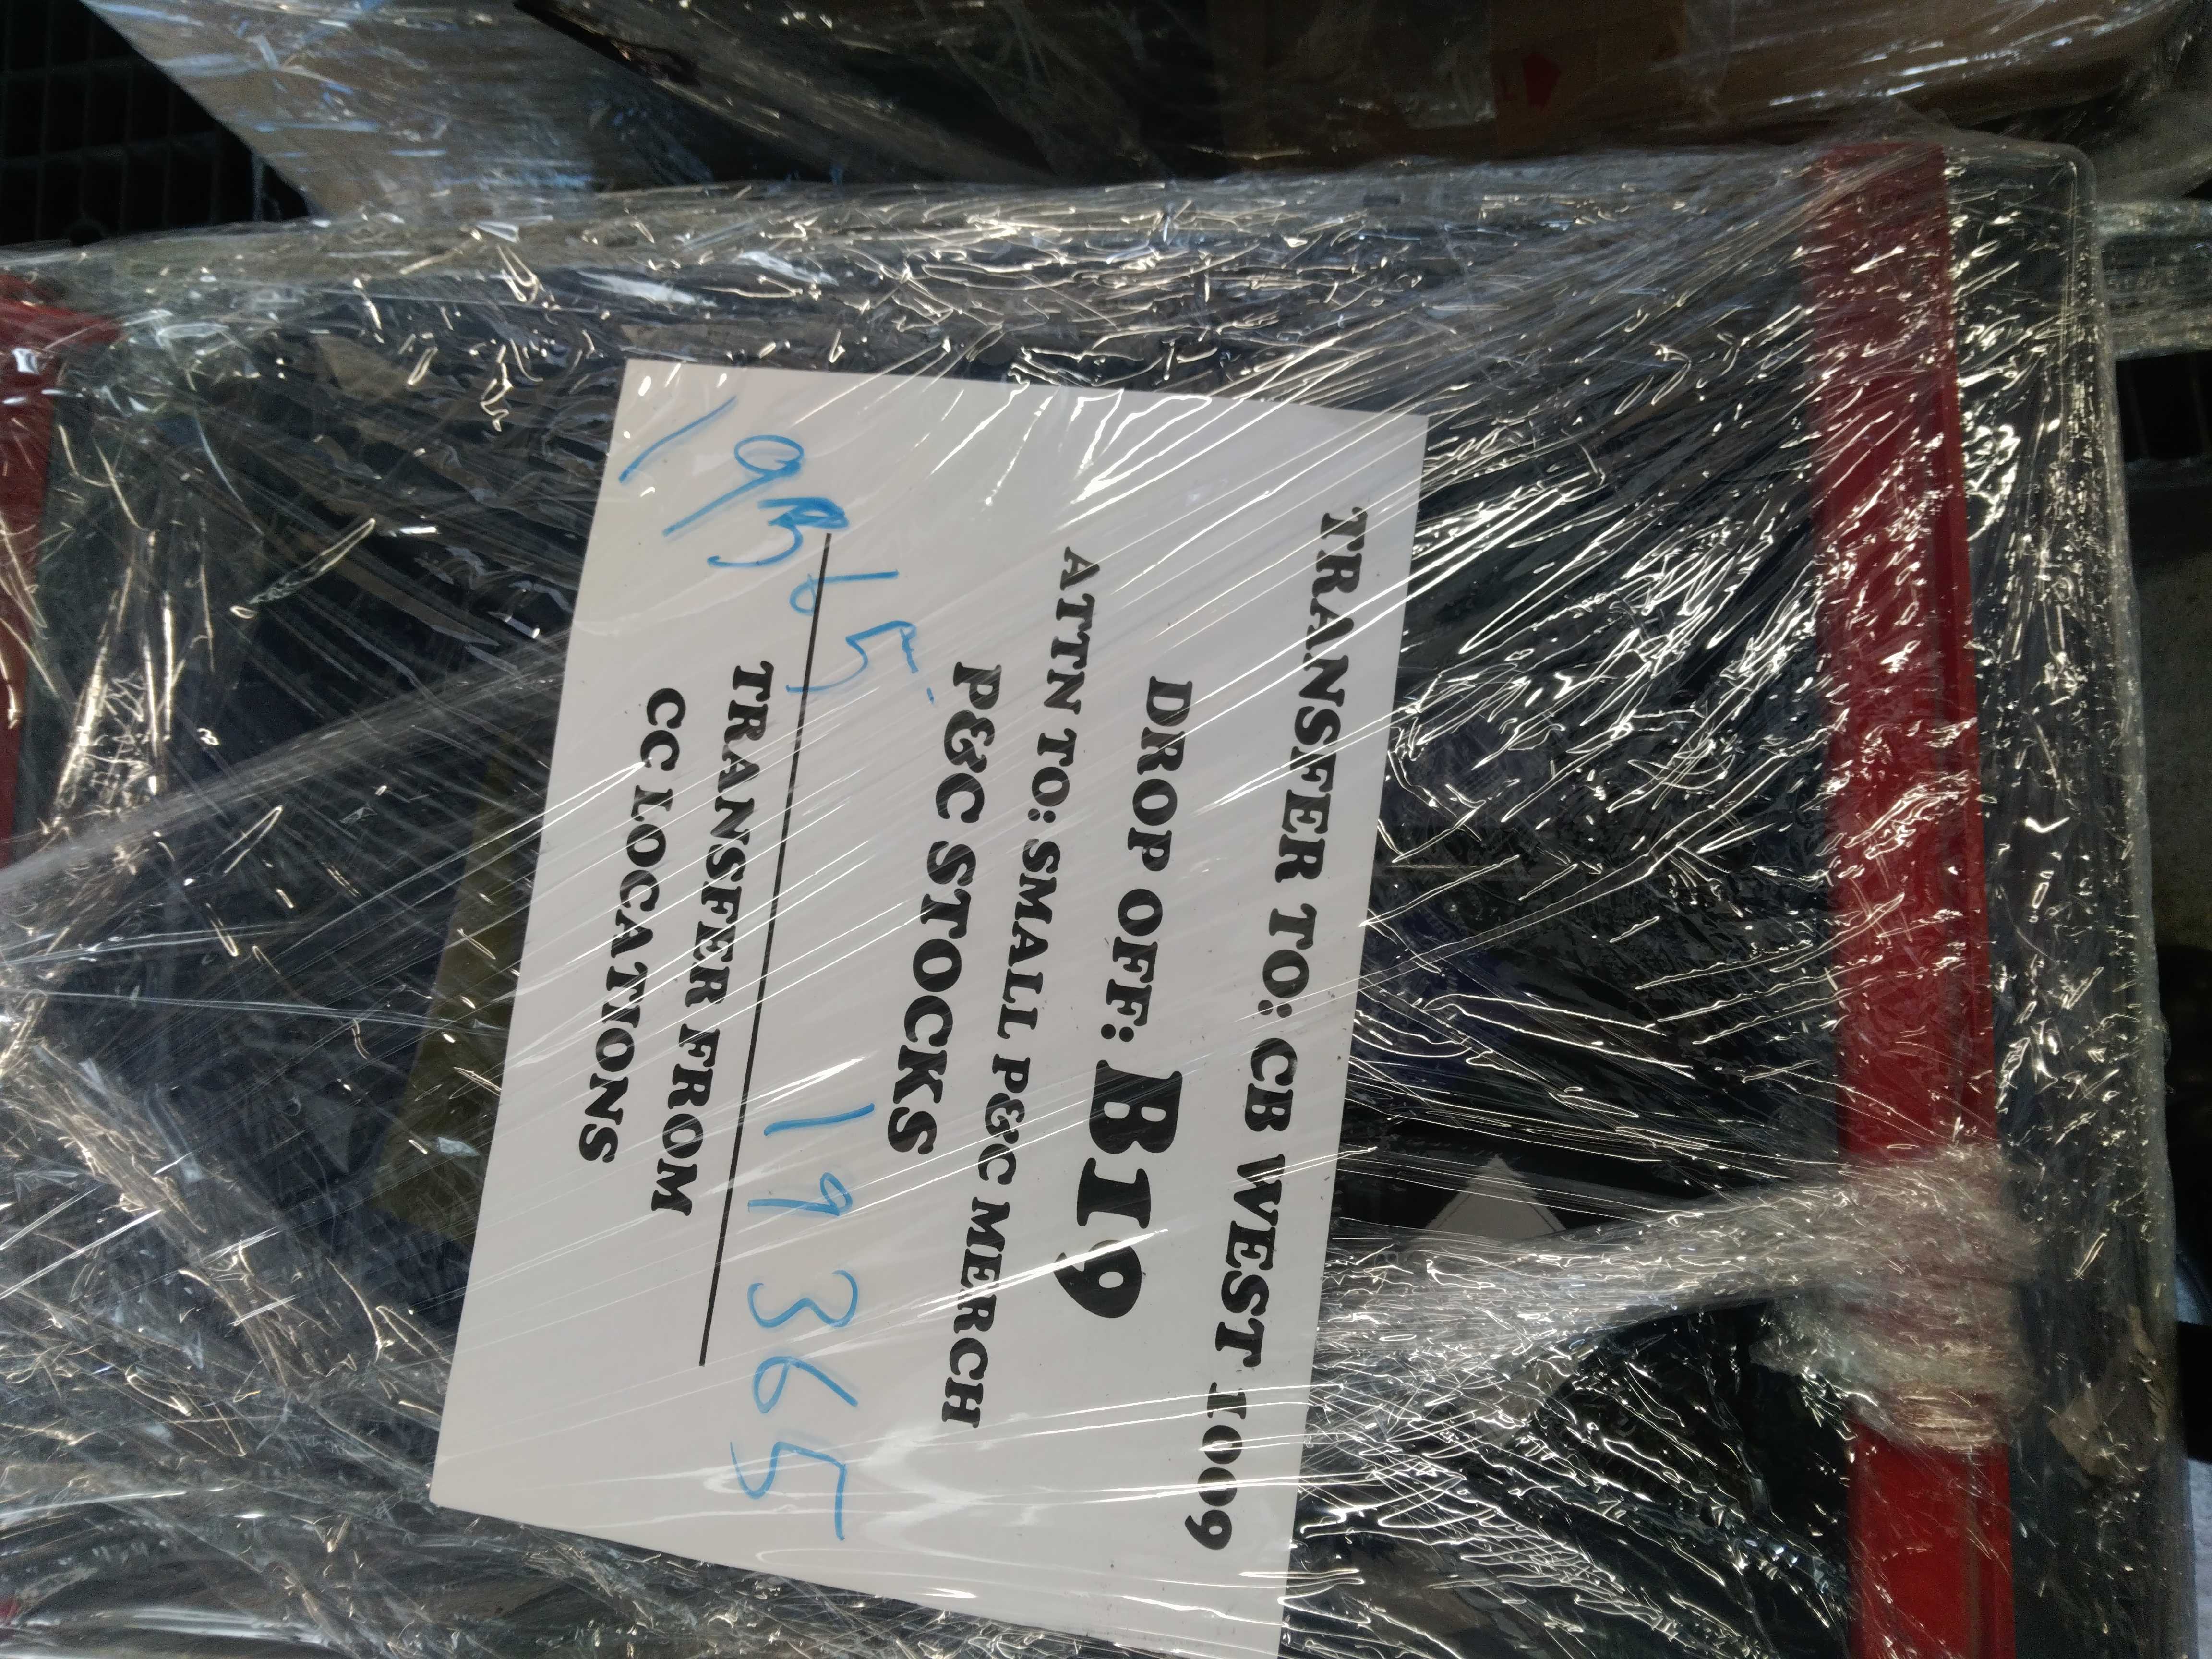 TRANSFER TO: CB WEST 1009
DROP OFF: B19
ATTN TO: SMALL P&C MERCH
P&C STOCKS
19365
TRANSFER FROM
CC LOCATIONS